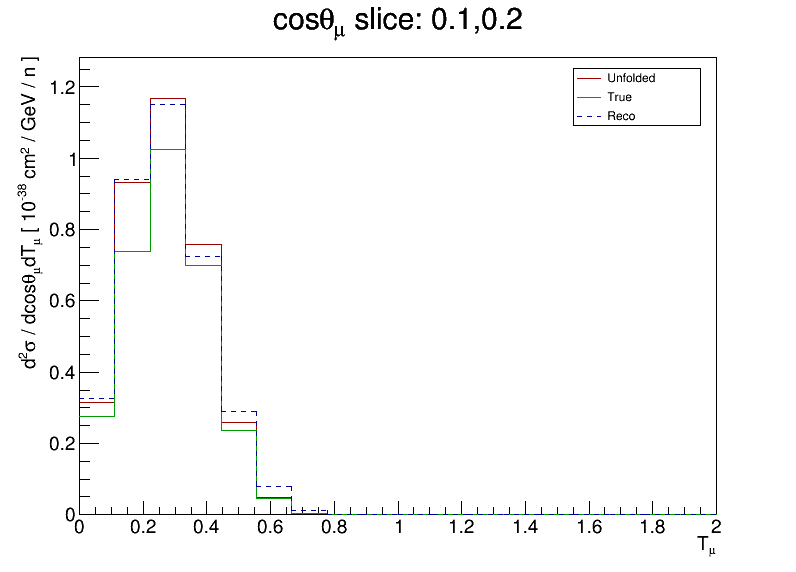 cosθμ slice: 0.1,0.2
d²σ / dcosθμdTμ [ 10⁻³⁸ cm² / GeV / n ]
Unfolded
True
Reco
1.2
1
0.8
0.6
0.4
0.2
0
0 0.2 0.4 0.6 0.8 1 1.2 1.4 1.6 1.8 2
Tμ